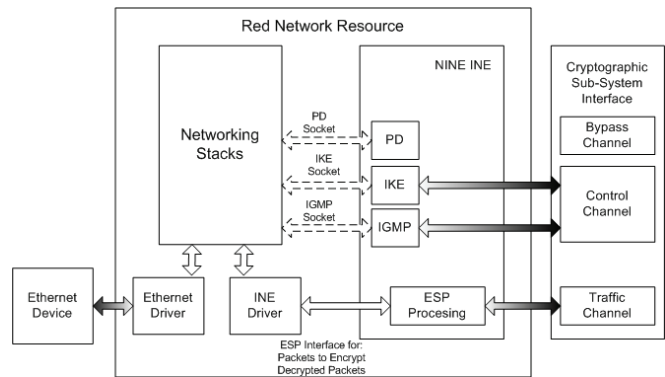 Red Network Resource
NINE INE
Cryptographic
Sub-System
Interface
Networking
Stacks
PD
Socket
PD
Bypass
Channel
IKE
Socket
IKE
IGMP
Socket
IGMP
Control
Channel
Ethernet
Device
Ethernet
Driver
INE
Driver
ESP
Procesing
Traffic
Channel
ESP Interface for:
Packets to Encrypt
Decrypted Packets